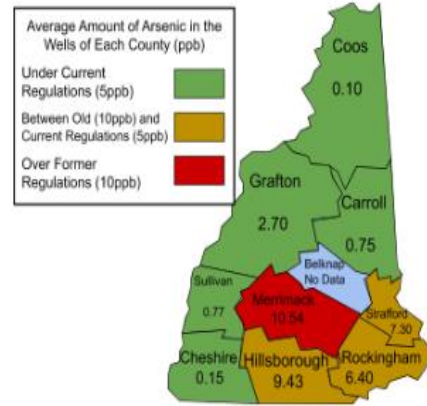 Average Amount of Arsenic in the
Wells of Each County (ppb)
Under Current
Regulations (5ppb)
Between Old (10ppb) and
Current Regulations (5ppb)
Over Former
Regulations (10ppb)
Coos
0.10
Grafton
2.70
Carroll
0.75
Belknap
No Data
Sullivan
0.77
Merrimack
10.54
Strafford
7.30
Cheshire
0.15
Hillsborough
9.43
Rockingham
6.40